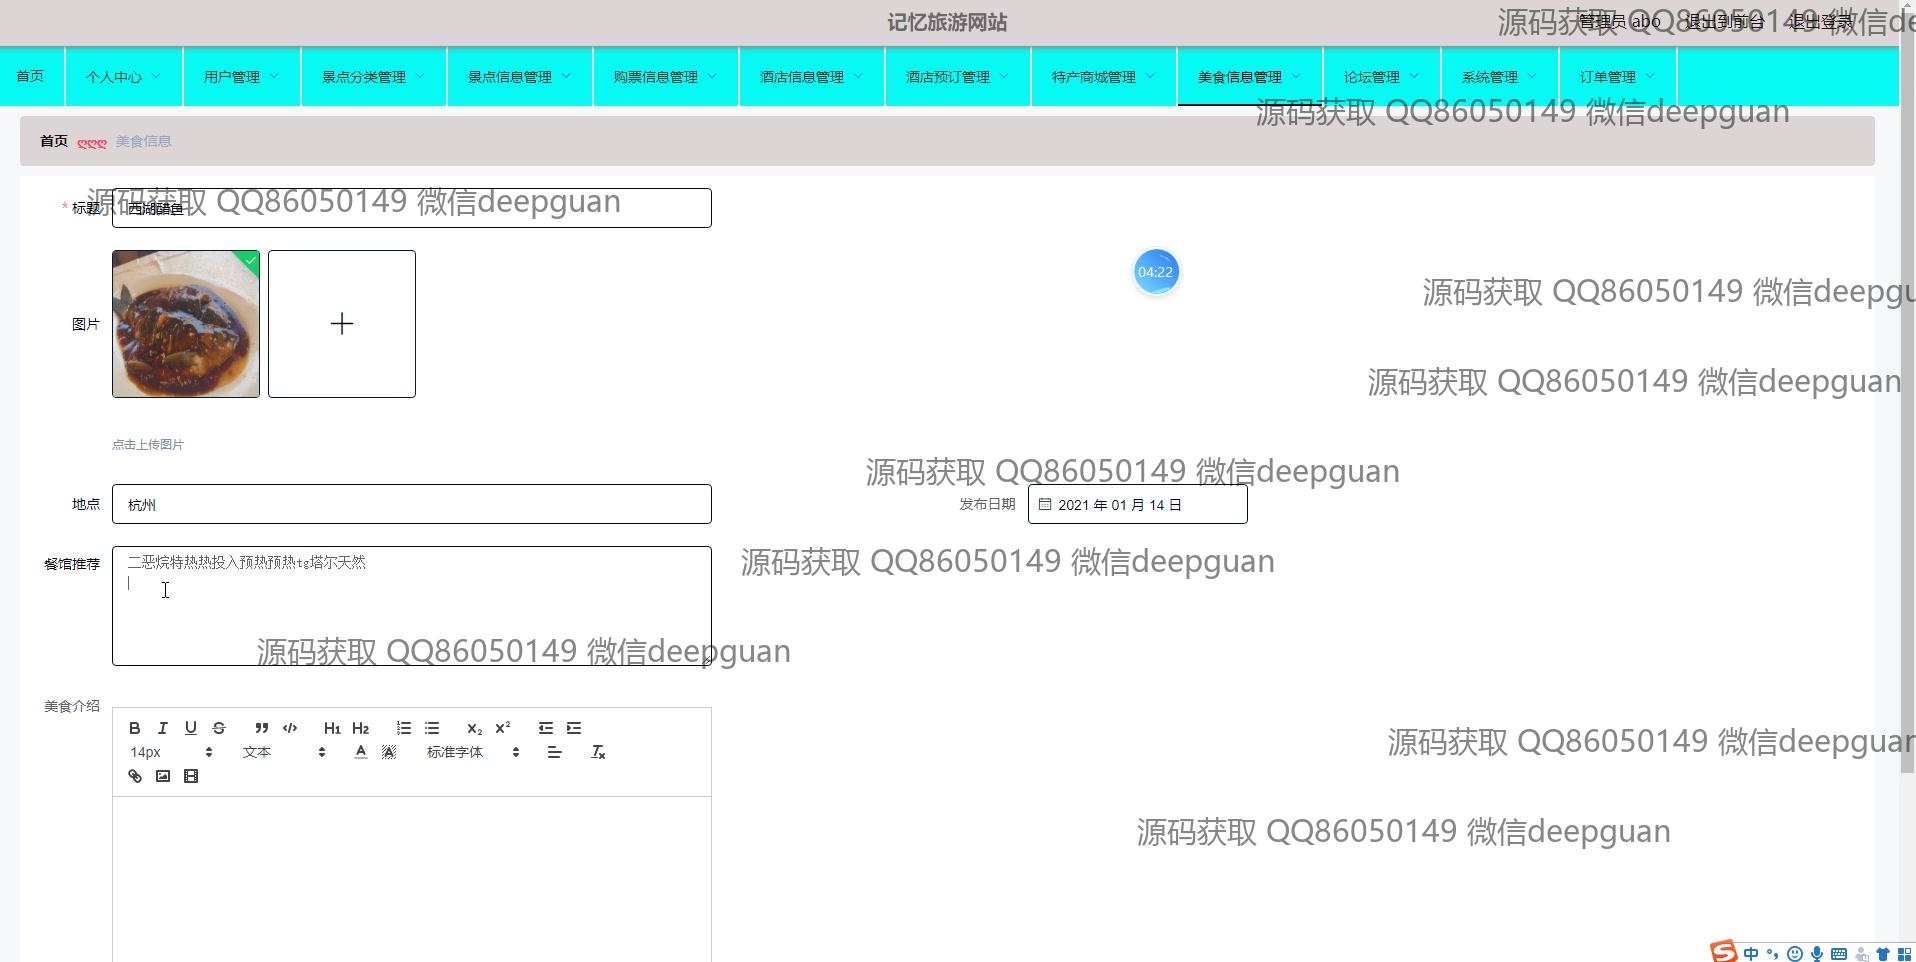 记忆旅游网站
管理员 abo 退出到前台 退出登录
源码获取 QQ86050149 微信de
首页 个人中心 用户管理 景点分类管理 景点信息管理 购票信息管理 酒店信息管理 酒店预订管理 特产商城管理 美食信息管理 论坛管理 系统管理 订单管理
源码获取 QQ86050149 微信deepguan
首页 ღღღ 美食信息
* 标题 西湖醋鱼
源码获取 QQ86050149 微信deepguan
04:22
源码获取 QQ86050149 微信deepgu
图片
源码获取 QQ86050149 微信deepguan
点击上传图片
源码获取 QQ86050149 微信deepguan
地点 杭州 发布日期 2021 年 01 月 14 日
餐馆推荐 二恶烷特热热投入预热预热tg塔尔天然
源码获取 QQ86050149 微信deepguan
源码获取 QQ86050149 微信deepguan
美食介绍
B I U S H1 H2 x2 x2
14px 文本 A A 标准字体 Tx
源码获取 QQ86050149 微信deepguan
源码获取 QQ86050149 微信deepguan
S 中